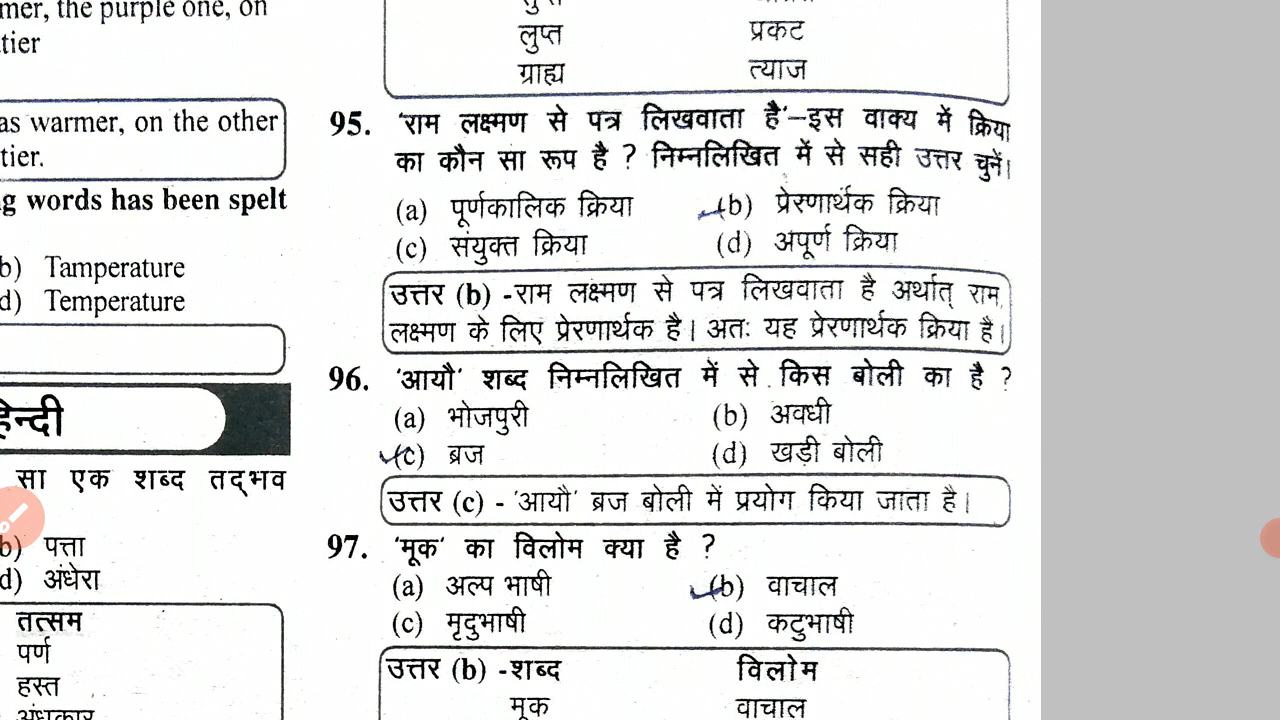 mer, the purple one, on
tier
as warmer, on the other
tier.
g words has been spelt
b) Tamperature
d) Temperature
हिन्दी
सा एक शब्द तद्भव
b) पत्ता
d) अंधेरा
तत्सम
पर्ण
हस्त
अंधकार
लुप्त प्रकट
ग्राह्य त्याज
95. 'राम लक्ष्मण से पत्र लिखवाता है'–इस वाक्य में क्रिया
का कौन सा रूप है ? निम्नलिखित में से सही उत्तर चुनें।
(a) पूर्णकालिक क्रिया (b) प्रेरणार्थक क्रिया
(c) संयुक्त क्रिया (d) अपूर्ण क्रिया
उत्तर (b) -राम लक्ष्मण से पत्र लिखवाता है अर्थात् राम
लक्ष्मण के लिए प्रेरणार्थक है। अतः यह प्रेरणार्थक क्रिया है।
96. 'आयौ' शब्द निम्नलिखित में से किस बोली का है ?
(a) भोजपुरी (b) अवधी
(c) ब्रज (d) खड़ी बोली
उत्तर (c) - 'आयौ' ब्रज बोली में प्रयोग किया जाता है।
97. 'मूक' का विलोम क्या है ?
(a) अल्प भाषी (b) वाचाल
(c) मृदुभाषी (d) कटुभाषी
उत्तर (b) -शब्द विलोम
मूक वाचाल